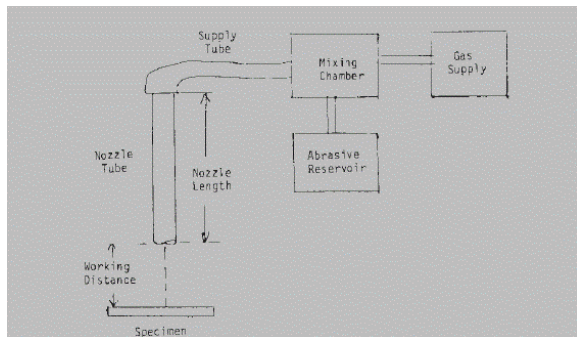 Supply
Tube
Mixing
Chamber
Gas
Supply
Nozzle
Tube
Nozzle
Length
Abrasive
Reservoir
Working
Distance
Specimen